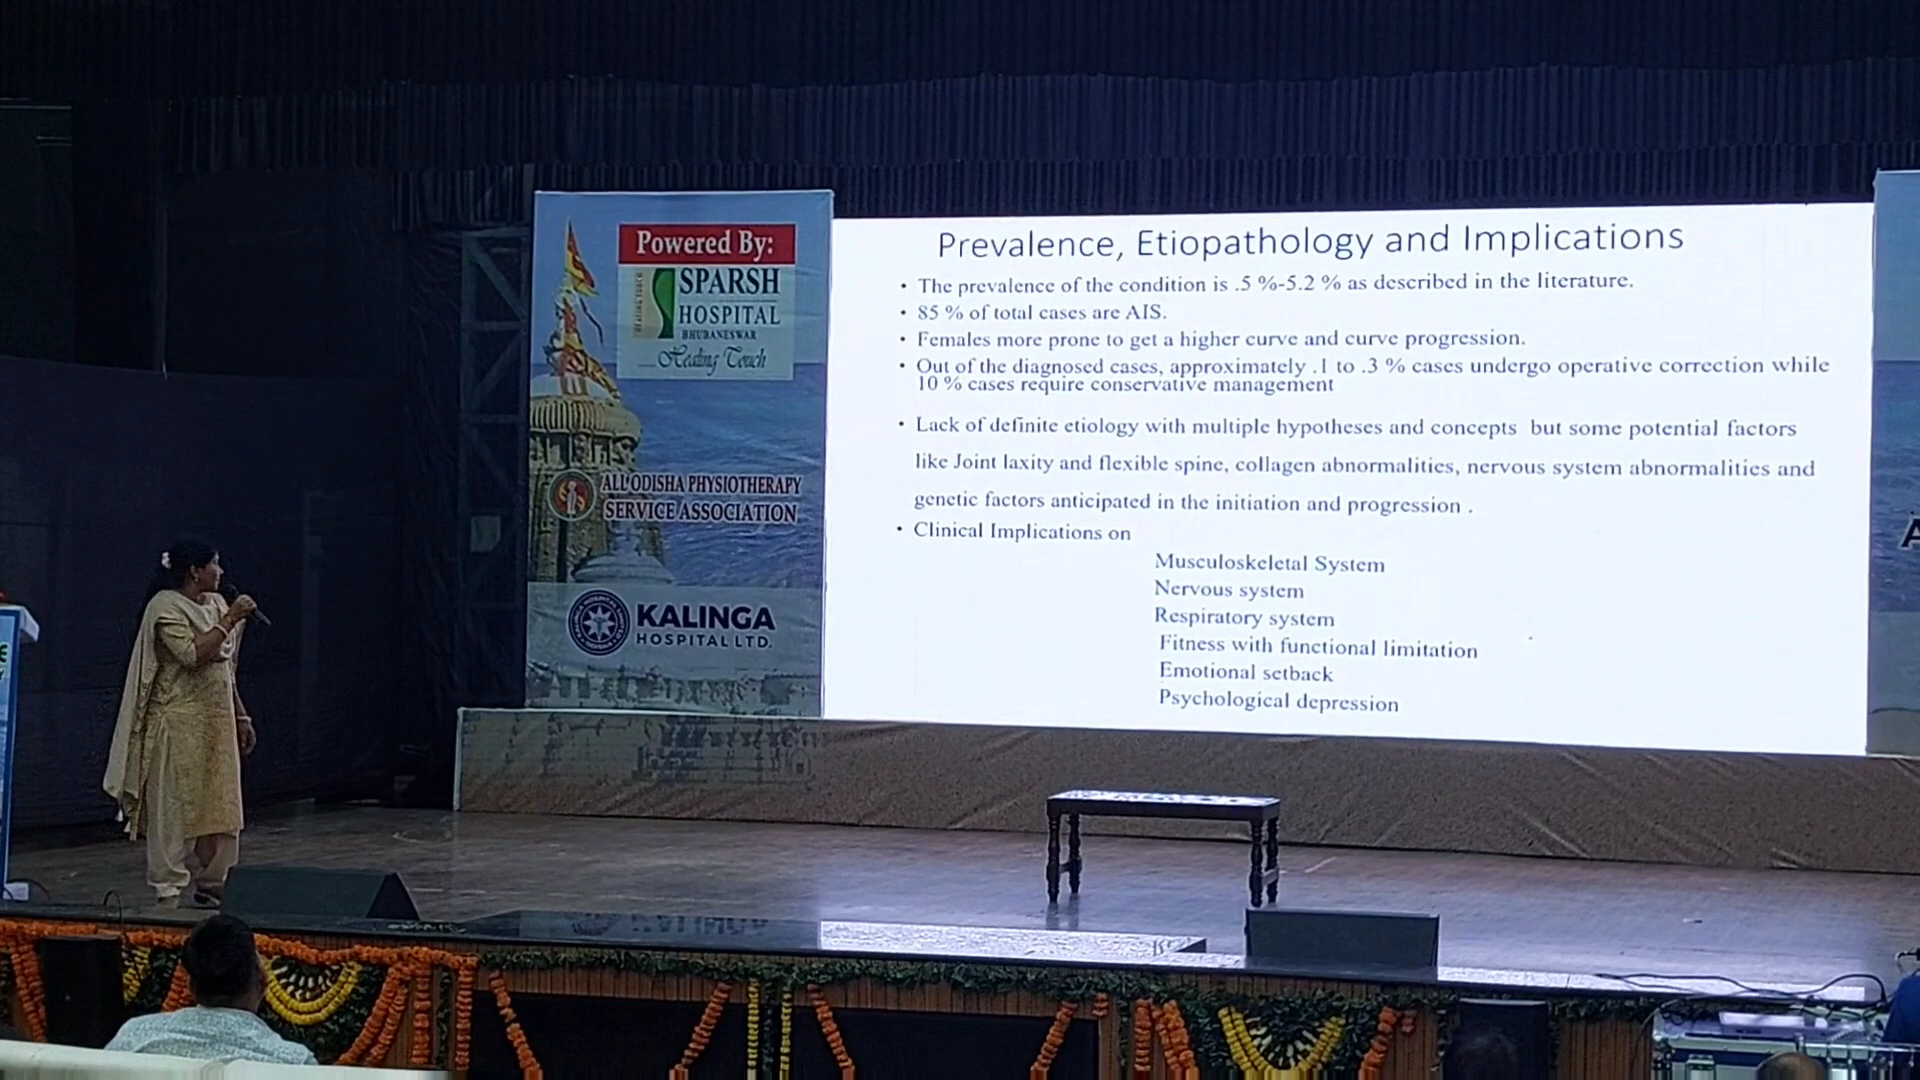 Powered By:
HEALING TOUCH
SPARSH
HOSPITAL
BHUBANESWAR
Healing Touch
ALL ODISHA PHYSIOTHERAPY
SERVICE ASSOCIATION
KALINGA
HOSPITAL LTD.
Prevalence, Etiopathology and Implications
• The prevalence of the condition is .5 %-5.2 % as described in the literature.
• 85 % of total cases are AIS.
• Females more prone to get a higher curve and curve progression.
• Out of the diagnosed cases, approximately .1 to .3 % cases undergo operative correction while
10 % cases require conservative management
• Lack of definite etiology with multiple hypotheses and concepts but some potential factors
like Joint laxity and flexible spine, collagen abnormalities, nervous system abnormalities and
genetic factors anticipated in the initiation and progression .
• Clinical Implications on
Musculoskeletal System
Nervous system
Respiratory system
Fitness with functional limitation
Emotional setback
Psychological depression